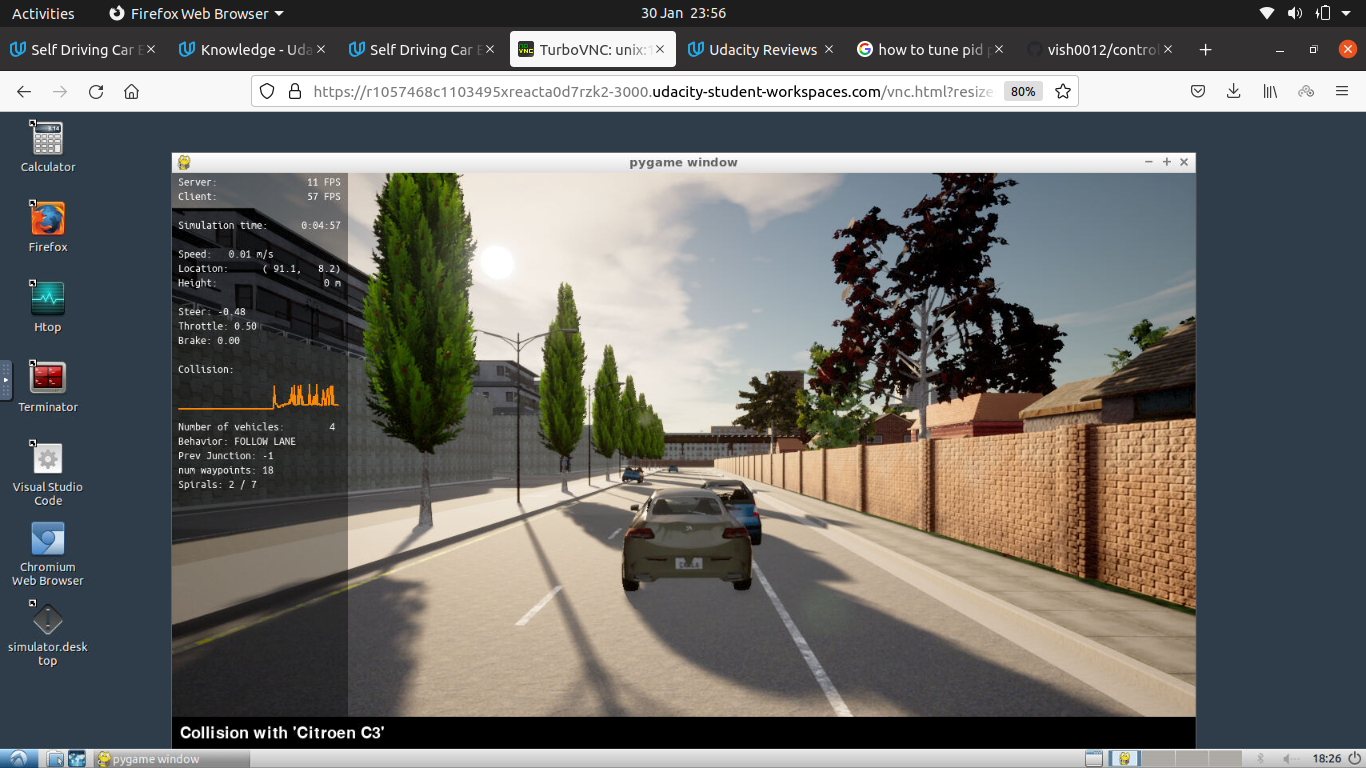 Activities Firefox Web Browser 30 Jan 23:56
Self Driving Car E Knowledge - Uda Self Driving Car E TurboVNC: unix:1 Udacity Reviews how to tune pid p vish0012/control
https://r1057468c1103495xreacta0d7rzk2-3000.udacity-student-workspaces.com/vnc.html?resize 80%
pygame window
Calculator
Firefox
Htop
Terminator
Visual Studio
Code
Chromium
Web Browser
simulator.desk
top
Server: 11 FPS
Client: 57 FPS
Simulation time: 0:04:57
Speed: 0.01 m/s
Location: ( 91.1, 8.2)
Height: 0 m
Steer: -0.48
Throttle: 0.50
Brake: 0.00
Collision:
Number of vehicles: 4
Behavior: FOLLOW LANE
Prev Junction: -1
num waypoints: 18
Spirals: 2 / 7
Collision with 'Citroen C3'
pygame window 18:26